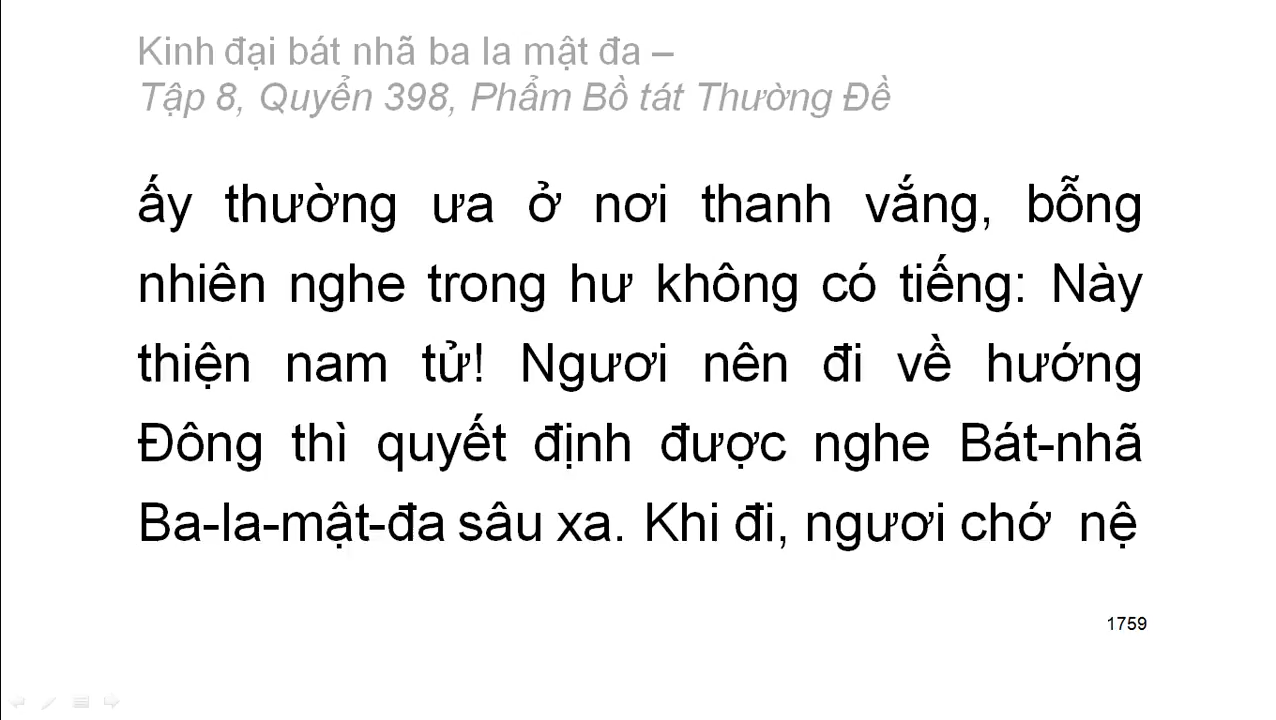 Kinh đại bát nhã ba la mật đa –
Tập 8, Quyển 398, Phẩm Bồ tát Thường Đề
ấy thường ưa ở nơi thanh vắng, bỗng
nhiên nghe trong hư không có tiếng: Này
thiện nam tử! Ngươi nên đi về hướng
Đông thì quyết định được nghe Bát-nhã
Ba-la-mật-đa sâu xa. Khi đi, ngươi chớ nệ
1759